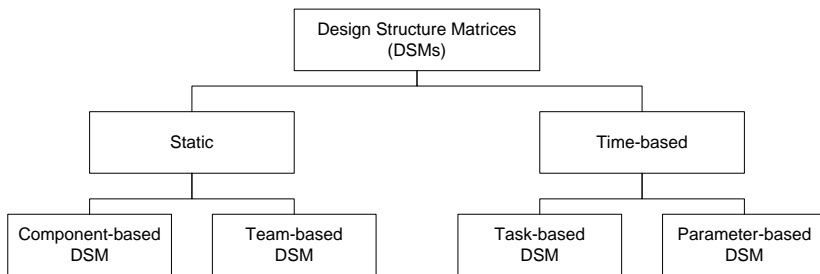 Design Structure Matrices
(DSMs)
Static
Time-based
Component-based
DSM
Team-based
DSM
Task-based
DSM
Parameter-based
DSM